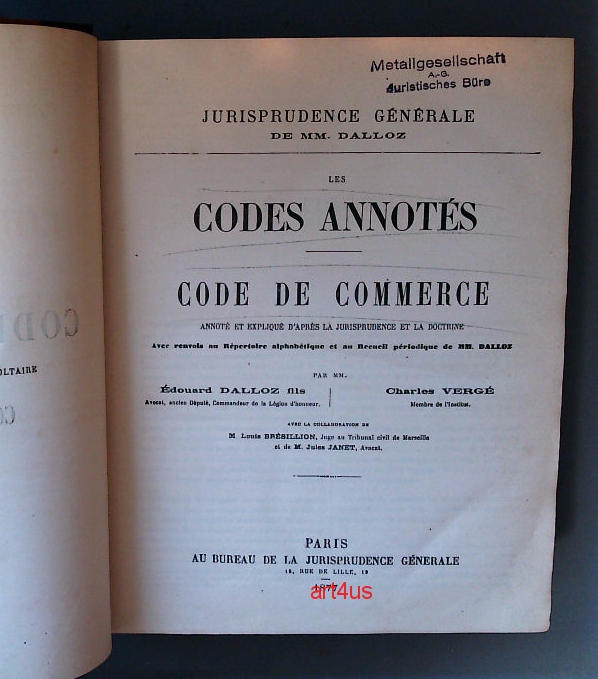 Metallgesellschaft
A.-G.
Juristisches Büro
JURISPRUDENCE GÉNÉRALE
DE MM. DALLOZ
LES
CODES ANNOTÉS
CODE DE COMMERCE
ANNOTÉ ET EXPLIQUÉ D'APRÈS LA JURISPRUDENCE ET LA DOCTRINE
Avec renvois au Répertoire alphabétique et au Recueil périodique de MM. DALLOZ
PAR MM.
Édouard DALLOZ fils
Avocat, ancien Député, Commandeur de la Légion d'honneur.
Charles VERGÉ
Membre de l'Institut.
AVEC LA COLLABORATION DE
M. Louis BRÉSILLION, Juge au Tribunal civil de Marseille
et de M. Jules JANET, Avocat.
PARIS
AU BUREAU DE LA JURISPRUDENCE GÉNERALE
19, RUE DE LILLE, 19
1877
art4us
OLTAIRE